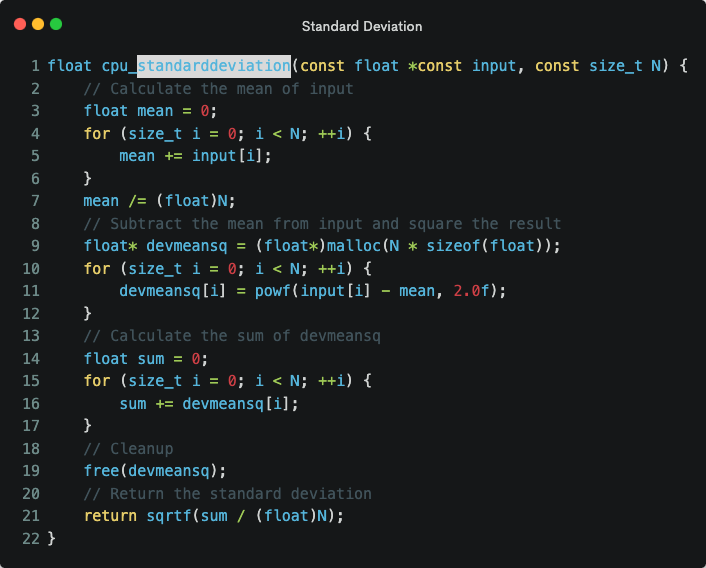 Standard Deviation
1 float cpu_standarddeviation(const float *const input, const size_t N) {
2     // Calculate the mean of input
3     float mean = 0;
4     for (size_t i = 0; i < N; ++i) {
5         mean += input[i];
6     }
7     mean /= (float)N;
8     // Subtract the mean from input and square the result
9     float* devmeansq = (float*)malloc(N * sizeof(float));
10     for (size_t i = 0; i < N; ++i) {
11         devmeansq[i] = powf(input[i] - mean, 2.0f);
12     }
13     // Calculate the sum of devmeansq
14     float sum = 0;
15     for (size_t i = 0; i < N; ++i) {
16         sum += devmeansq[i];
17     }
18     // Cleanup
19     free(devmeansq);
20     // Return the standard deviation
21     return sqrtf(sum / (float)N);
22 }